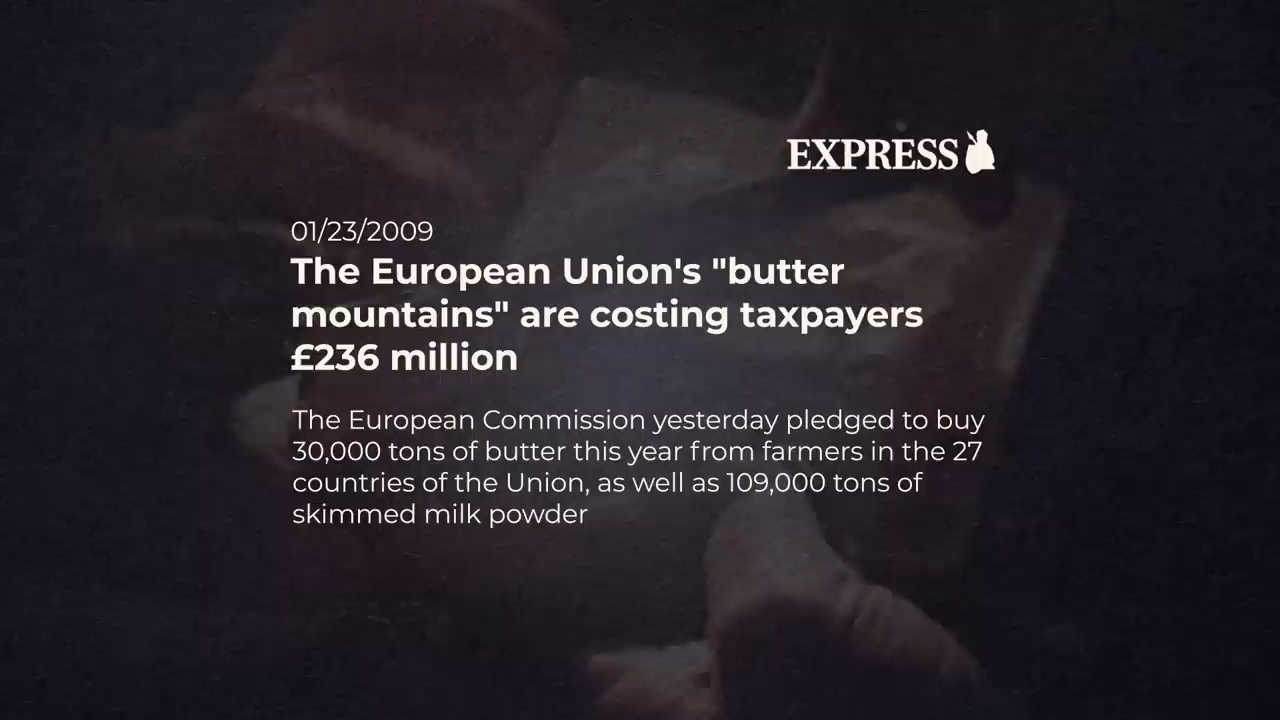 EXPRESS
01/23/2009
The European Union's "butter
mountains" are costing taxpayers
£236 million
The European Commission yesterday pledged to buy
30,000 tons of butter this year from farmers in the 27
countries of the Union, as well as 109,000 tons of
skimmed milk powder